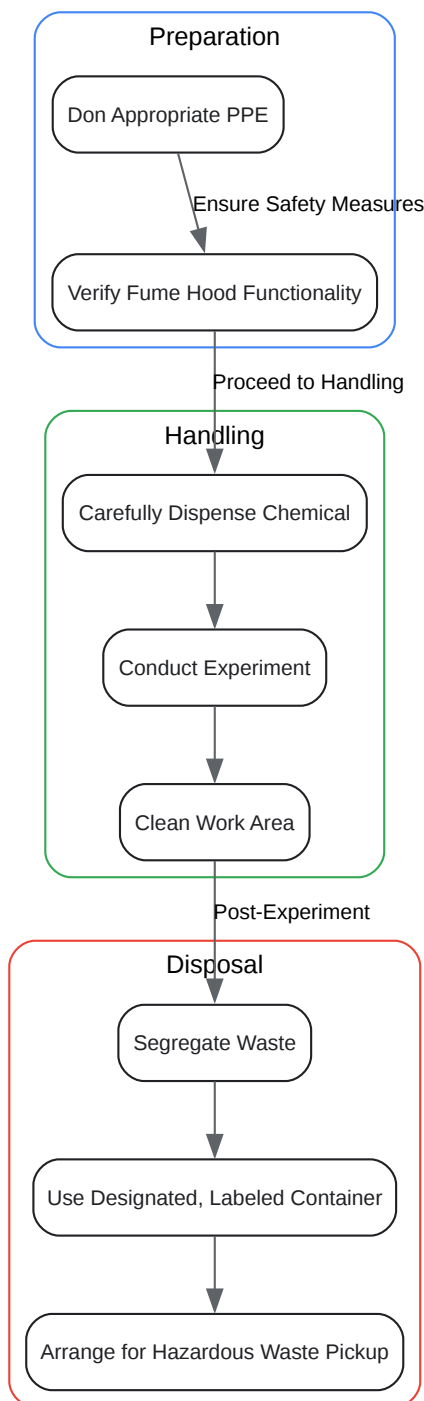 Preparation
Don Appropriate PPE
Ensure Safety Measures
Verify Fume Hood Functionality
Proceed to Handling
Handling
Carefully Dispense Chemical
Conduct Experiment
Clean Work Area
Post-Experiment
Disposal
Segregate Waste
Use Designated, Labeled Container
Arrange for Hazardous Waste Pickup